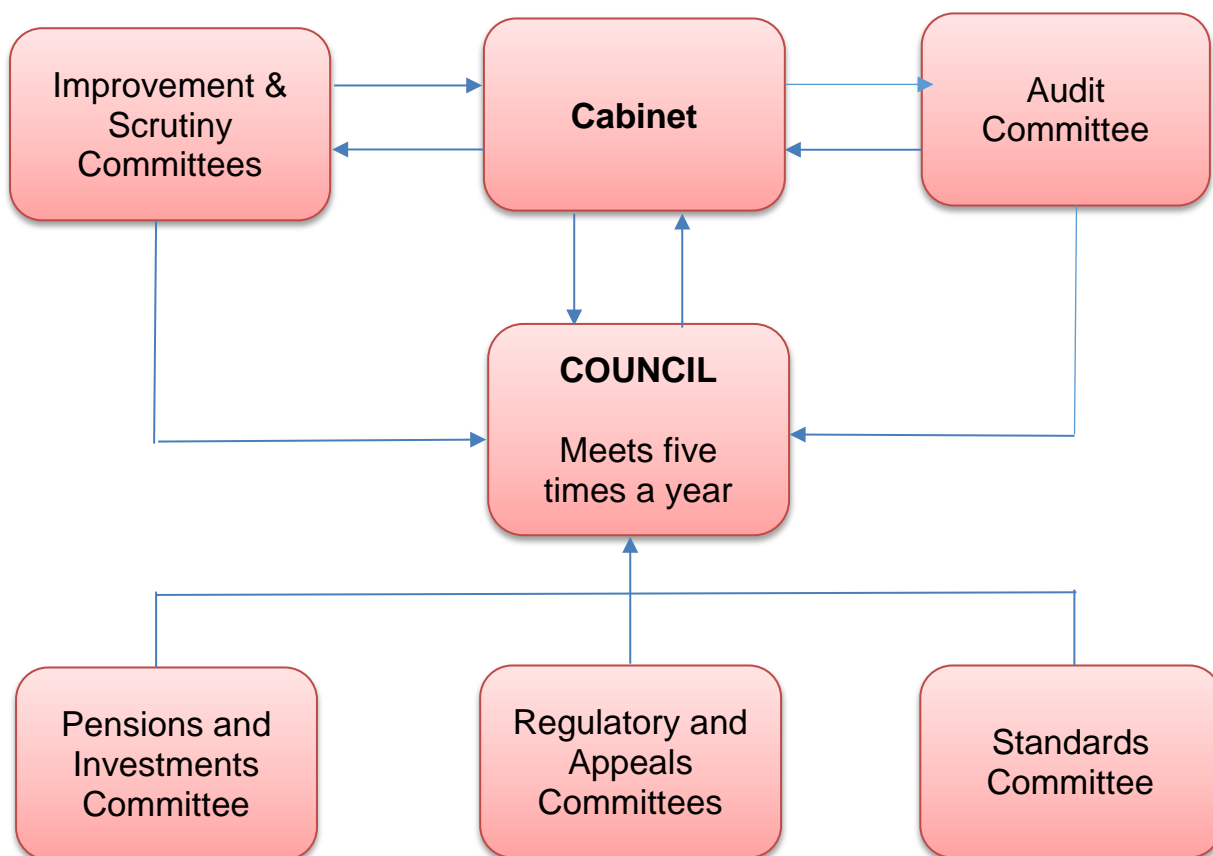 Improvement &
Scrutiny
Committees
Cabinet
Audit
Committee
COUNCIL
Meets five
times a year
Pensions and
Investments
Committee
Regulatory and
Appeals
Committees
Standards
Committee